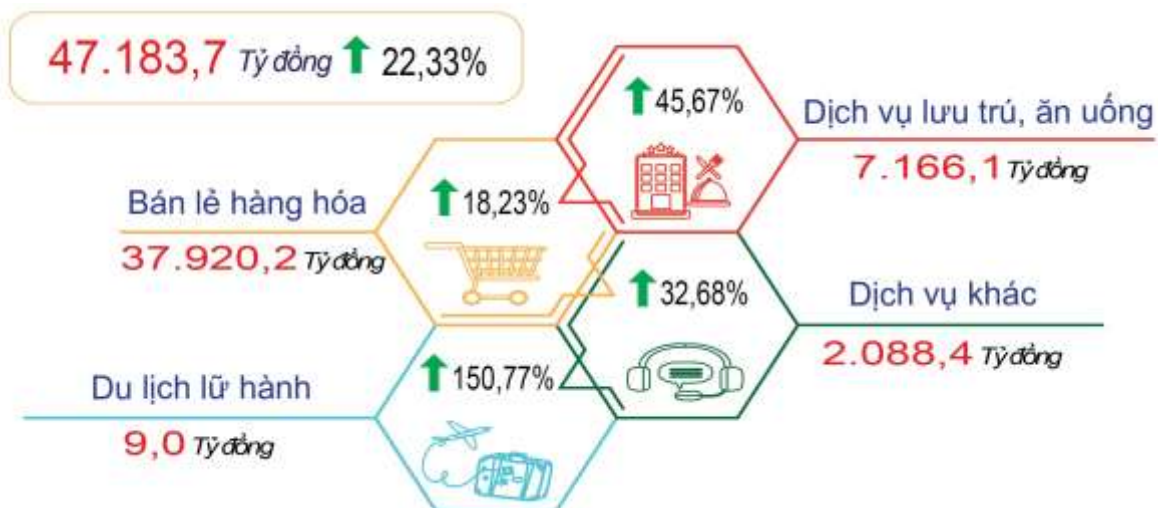 47.183,7 Tỷ đồng 22,33%
45,67%
Dịch vụ lưu trú, ăn uống
7.166,1 Tỷ đồng
Bán lẻ hàng hóa
18,23%
37.920,2 Tỷ đồng
32,68%
Dịch vụ khác
2.088,4 Tỷ đồng
Du lịch lữ hành
150,77%
9,0 Tỷ đồng